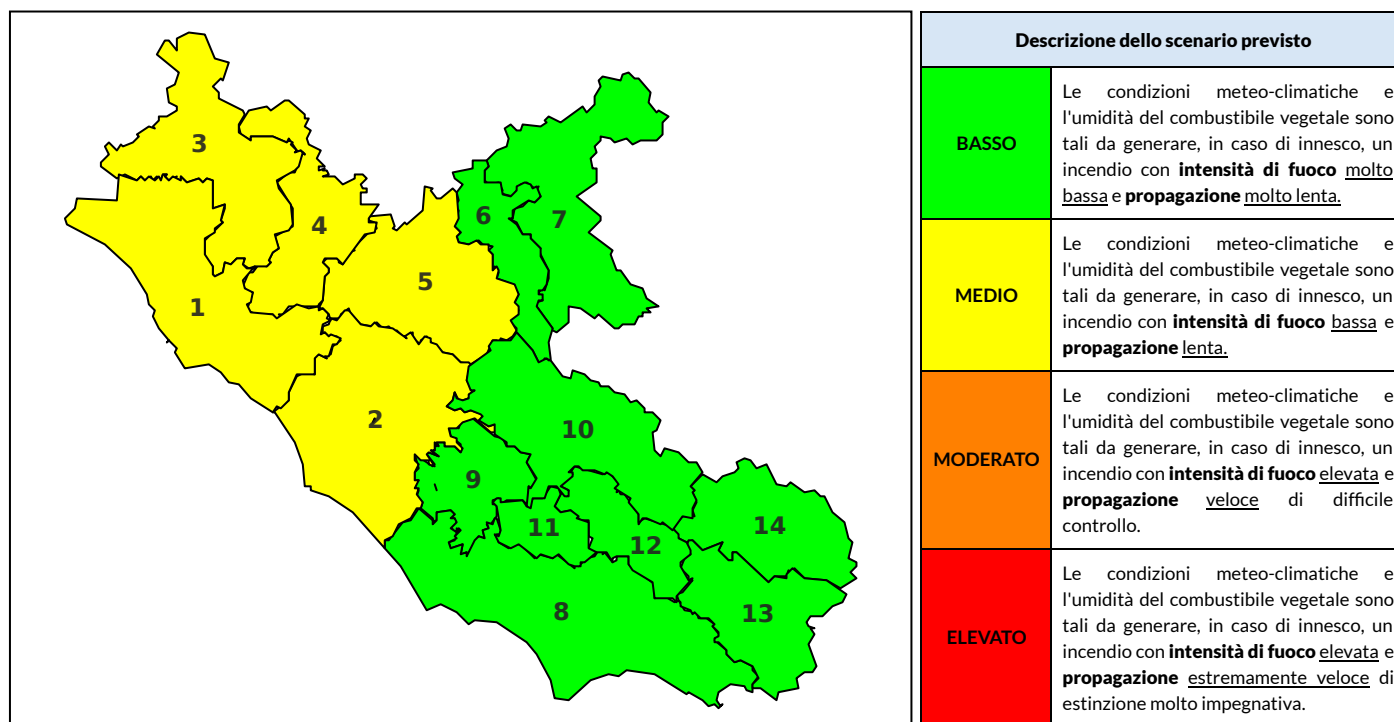 3
4
6
7
5
1
2
10
9
11
12
14
8
13
Descrizione dello scenario previsto
BASSO
Le condizioni meteo-climatiche e
l'umidità del combustibile vegetale sono
tali da generare, in caso di innesco, un
incendio con intensità di fuoco molto
bassa e propagazione molto lenta.
MEDIO
Le condizioni meteo-climatiche e
l'umidità del combustibile vegetale sono
tali da generare, in caso di innesco, un
incendio con intensità di fuoco bassa e
propagazione lenta.
MODERATO
Le condizioni meteo-climatiche e
l'umidità del combustibile vegetale sono
tali da generare, in caso di innesco, un
incendio con intensità di fuoco elevata e
propagazione veloce di difficile
controllo.
ELEVATO
Le condizioni meteo-climatiche e
l'umidità del combustibile vegetale sono
tali da generare, in caso di innesco, un
incendio con intensità di fuoco elevata e
propagazione estremamente veloce di
estinzione molto impegnativa.